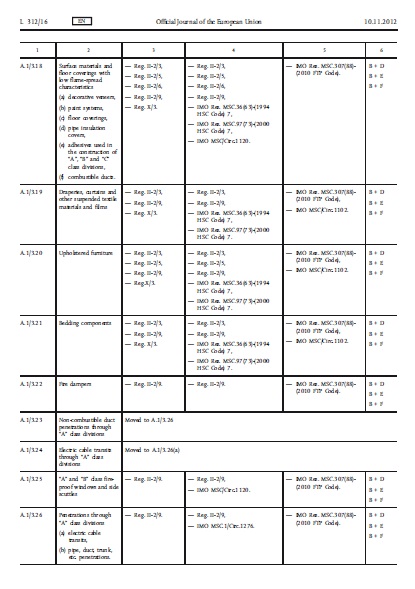 L 312/16 EN Official Journal of the European Union 10.11.2012
1 2 3 4 5 6
A.1/3.18 Surface materials and floor coverings with low flame-spread characteristics
(a) decorative veneers,
(b) paint systems,
(c) floor coverings,
(d) pipe insulation covers,
(e) adhesives used in the construction of "A", "B" and "C" class divisions,
(f) combustible ducts.
— Reg. II-2/3,
— Reg. II-2/5,
— Reg. II-2/6,
— Reg. II-2/9,
— Reg. X/3.
— Reg. II-2/3,
— Reg. II-2/5,
— Reg. II-2/6,
— Reg. II-2/9,
— IMO Res. MSC.36(63)-(1994 HSC Code) 7,
— IMO Res. MSC.97(73)-(2000 HSC Code) 7,
— IMO MSC/Circ.1120.
— IMO Res. MSC.307(88)-(2010 FTP Code).
B + D
B + E
B + F
A.1/3.19 Draperies, curtains and other suspended textile materials and films
— Reg. II-2/3,
— Reg. II-2/9,
— Reg. X/3.
— Reg. II-2/3,
— Reg. II-2/9,
— IMO Res. MSC.36(63)-(1994 HSC Code) 7,
— IMO Res. MSC.97(73)-(2000 HSC Code) 7.
— IMO Res. MSC.307(88)-(2010 FTP Code),
— IMO MSC/Circ.1102.
B + D
B + E
B + F
A.1/3.20 Upholstered furniture
— Reg. II-2/3,
— Reg. II-2/5,
— Reg. II-2/9,
— Reg.X/3.
— Reg. II-2/3,
— Reg. II-2/5,
— Reg. II-2/9,
— IMO Res. MSC.36(63)-(1994 HSC Code) 7,
— IMO Res. MSC.97(73)-(2000 HSC Code) 7.
— IMO Res. MSC.307(88)-(2010 FTP Code),
— IMO MSC/Circ.1102.
B + D
B + E
B + F
A.1/3.21 Bedding components
— Reg. II-2/3,
— Reg. II-2/9,
— Reg. X/3.
— Reg. II-2/3,
— Reg. II-2/9,
— IMO Res. MSC.36(63)-(1994 HSC Code) 7,
— IMO Res. MSC.97(73)-(2000 HSC Code) 7.
— IMO Res. MSC.307(88)-(2010 FTP Code),
— IMO MSC/Circ.1102.
B + D
B + E
B + F
A.1/3.22 Fire dampers
— Reg. II-2/9.
— Reg. II-2/9.
— IMO Res. MSC.307(88)-(2010 FTP Code).
B + D
B + E
B + F
A.1/3.23 Non-combustible duct penetrations through "A" class divisions
Moved to A.1/3.26
A.1/3.24 Electric cable transits through "A" class divisions
Moved to A.1/3.26(a)
A.1/3.25 "A" and "B" class fire-proof windows and side scuttles
— Reg. II-2/9.
— Reg. II-2/9,
— IMO MSC/Circ.1120.
— IMO Res. MSC.307(88)-(2010 FTP Code).
B + D
B + E
B + F
A.1/3.26 Penetrations through "A" class divisions
(a) electric cable transits,
(b) pipe, duct, trunk, etc. penetrations.
— Reg. II-2/9.
— Reg. II-2/9,
— IMO MSC.1/Circ.1276.
— IMO Res. MSC.307(88)-(2010 FTP Code).
B + D
B + E
B + F